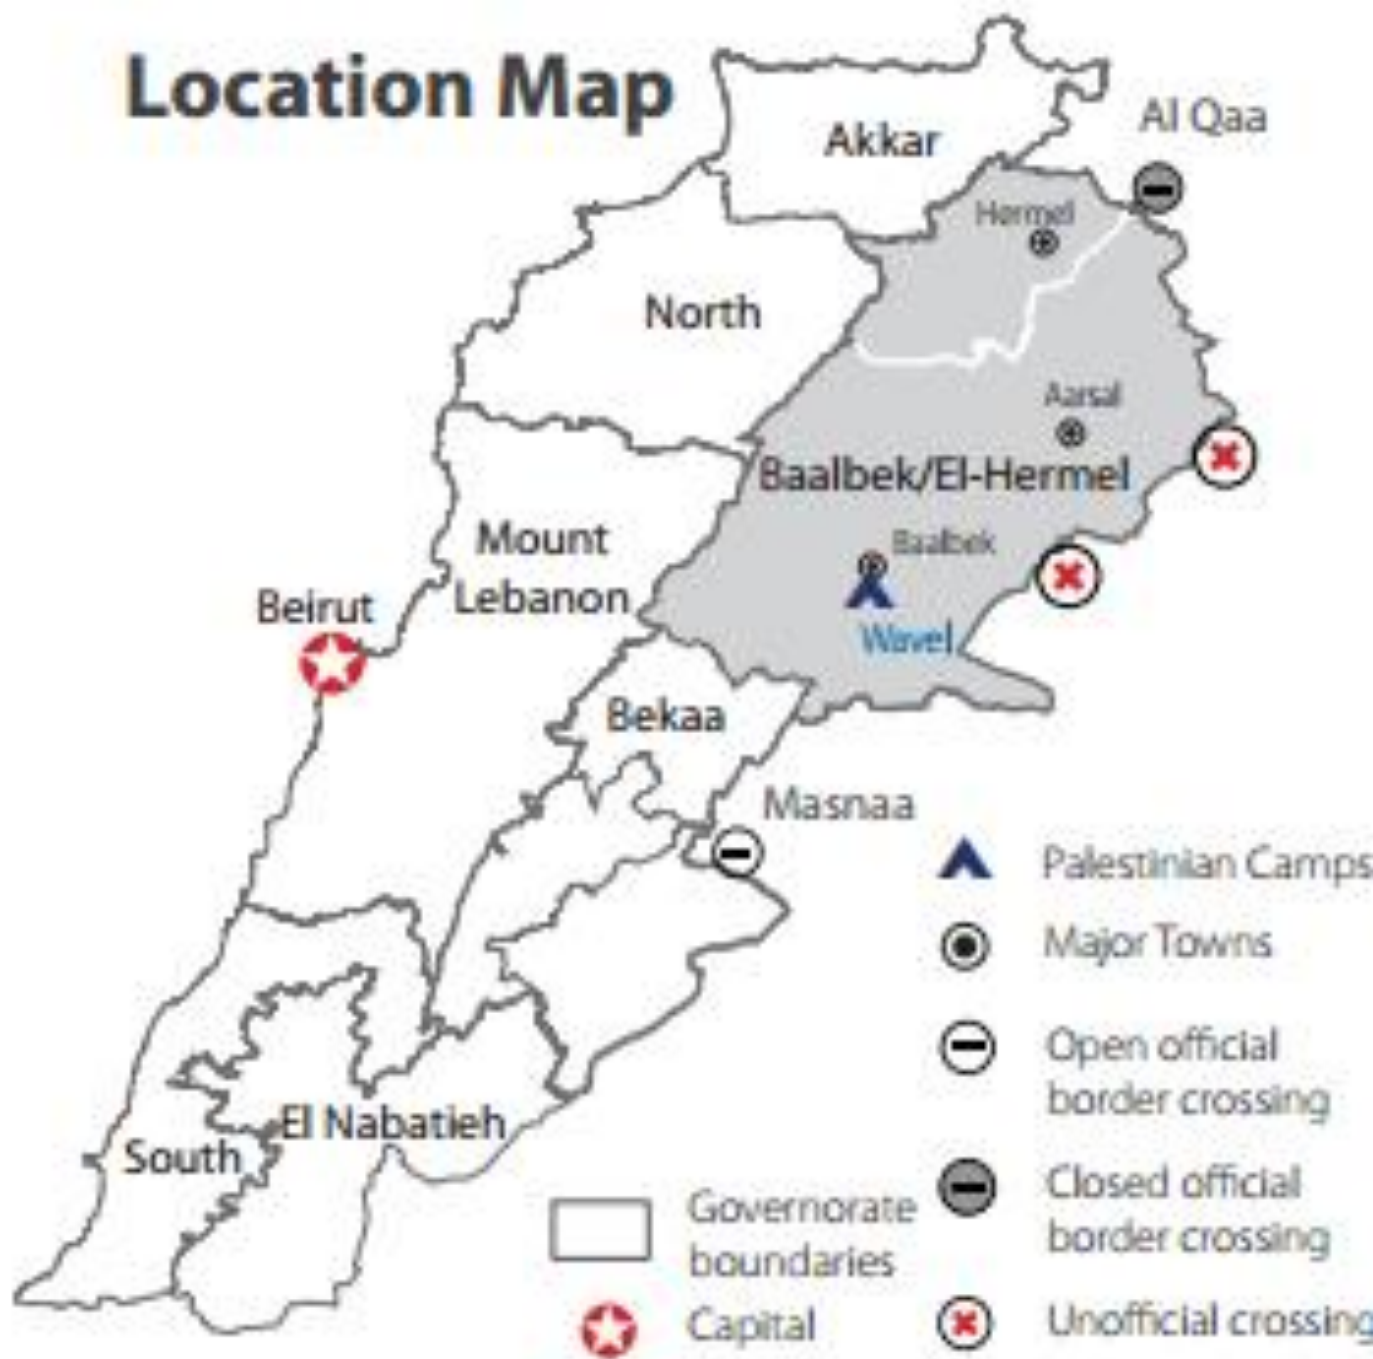 Location Map
Akkar
Al Qaa
Hermel
North
Aarsal
Baalbek/El-Hermel
Mount
Lebanon
Baalbek
Beirut
Wavel
Bekaa
Masnaa
El Nabatieh
South
Palestinian Camps
Major Towns
Open official
border crossing
Closed official
border crossing
Unofficial crossing
Governorate
boundaries
Capital